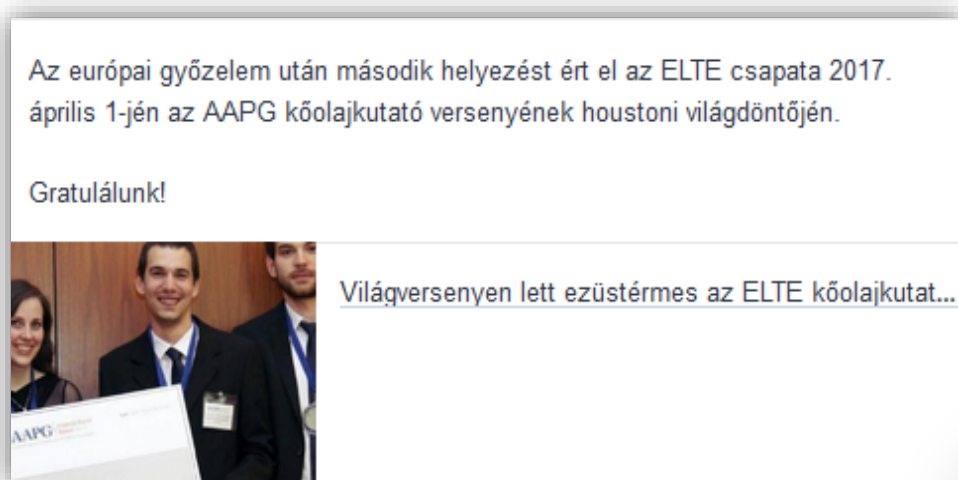 Az európai győzelem után második helyezést ért el az ELTE csapata 2017.
április 1-jén az AAPG kőolajkutató versenyének houstoni világdöntőjén.
Gratulálunk!
Világversenyen lett ezüstérmes az ELTE kőolajkutat...
AAPG